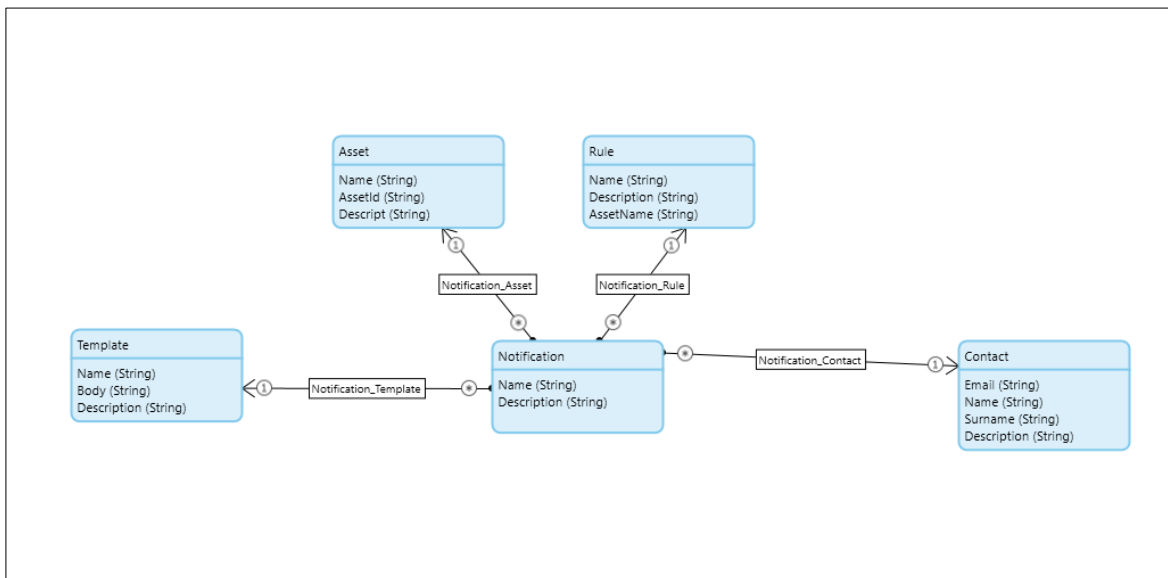 Asset
Name (String)
AssetId (String)
Descript (String)
Rule
Name (String)
Description (String)
AssetName (String)
1
1
Notification_Asset
Notification_Rule
*
*
Template
Name (String)
Body (String)
Description (String)
1
Notification_Template
*
Notification
Name (String)
Description (String)
*
Notification_Contact
1
Contact
Email (String)
Name (String)
Surname (String)
Description (String)